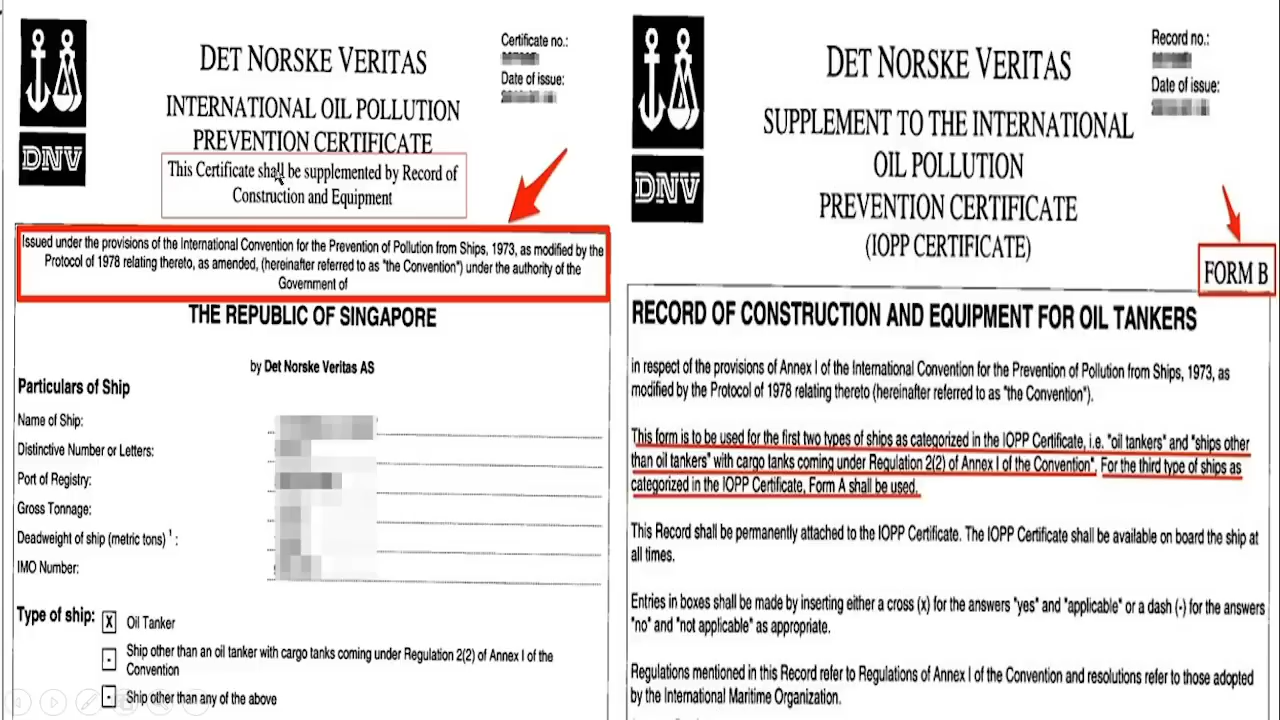 DNV
DET NORSKE VERITAS
INTERNATIONAL OIL POLLUTION
PREVENTION CERTIFICATE
This Certificate shall be supplemented by Record of
Construction and Equipment
Certificate no.:
Date of issue:
Issued under the provisions of the International Convention for the Prevention of Pollution from Ships, 1973, as modified by the
Protocol of 1978 relating thereto, as amended, (hereinafter referred to as "the Convention") under the authority of the
Government of
THE REPUBLIC OF SINGAPORE
by Det Norske Veritas AS
Particulars of Ship
Name of Ship:
Distinctive Number or Letters:
Port of Registry:
Gross Tonnage:
Deadweight of ship (metric tons) ¹ :
IMO Number:
Type of ship: X Oil Tanker
- Ship other than an oil tanker with cargo tanks coming under Regulation 2(2) of Annex I of the
Convention
- Ship other than any of the above
DNV
DET NORSKE VERITAS
SUPPLEMENT TO THE INTERNATIONAL
OIL POLLUTION
PREVENTION CERTIFICATE
(IOPP CERTIFICATE)
Record no.:
Date of issue:
FORM B
RECORD OF CONSTRUCTION AND EQUIPMENT FOR OIL TANKERS
in respect of the provisions of Annex I of the International Convention for the Prevention of Pollution from Ships, 1973, as
modified by the Protocol of 1978 relating thereto (hereinafter referred to as "the Convention").
This form is to be used for the first two types of ships as categorized in the IOPP Certificate, i.e. "oil tankers" and "ships other
than oil tankers" with cargo tanks coming under Regulation 2(2) of Annex I of the Convention". For the third type of ships as
categorized in the IOPP Certificate, Form A shall be used.
This Record shall be permanently attached to the IOPP Certificate. The IOPP Certificate shall be available on board the ship at
all times.
Entries in boxes shall be made by inserting either a cross (x) for the answers "yes" and "applicable" or a dash (-) for the answers
"no" and "not applicable" as appropriate.
Regulations mentioned in this Record refer to Regulations of Annex I of the Convention and resolutions refer to those adopted
by the International Maritime Organization.